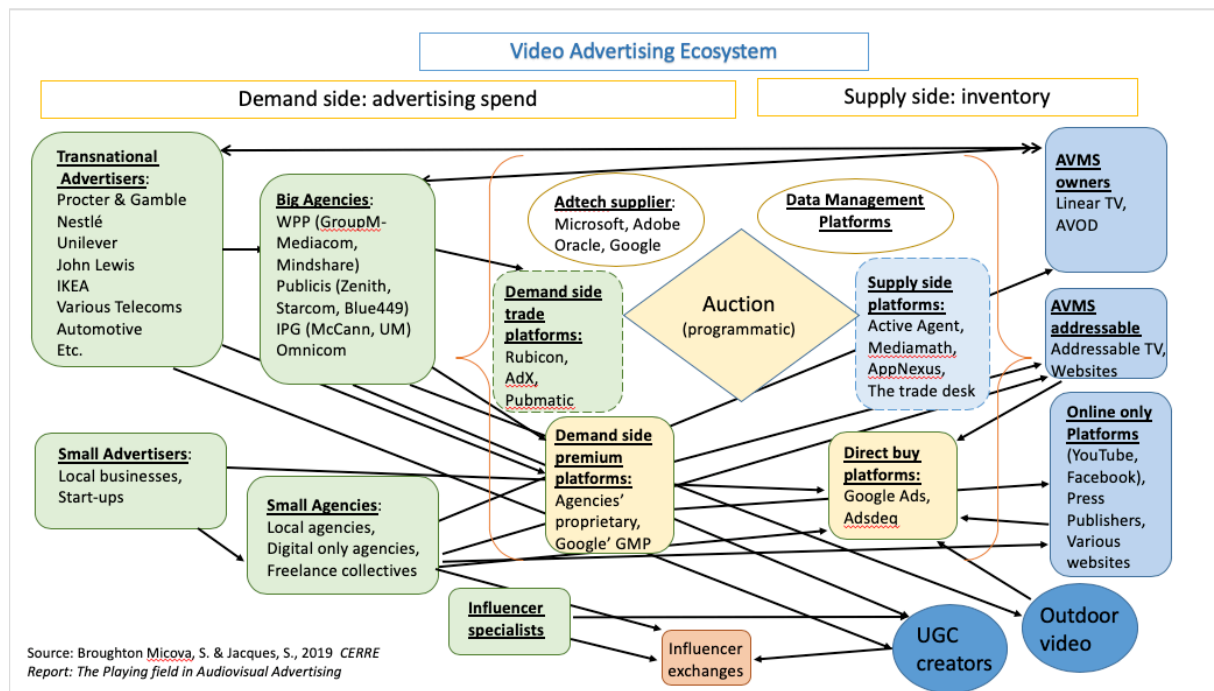 Video Advertising Ecosystem
Demand side: advertising spend
Supply side: inventory
Transnational
Advertisers:
Procter & Gamble
Nestlé
Unilever
John Lewis
IKEA
Various Telecoms
Automotive
Etc.
Big Agencies:
WPP (GroupM-
Mediacom,
Mindshare)
Publicis (Zenith,
Starcom, Blue449)
IPG (McCann, UM)
Omnicom
Adtech supplier:
Microsoft, Adobe
Oracle, Google
Data Management
Platforms
AVMS
owners
Linear TV,
AVOD
Demand side
trade
platforms:
Rubicon,
AdX,
Pubmatic
Auction
(programmatic)
Supply side
platforms:
Active Agent,
Mediamath,
AppNexus,
The trade desk
AVMS
addressable
Addressable TV,
Websites
Small Advertisers:
Local businesses,
Start-ups
Small Agencies:
Local agencies,
Digital only agencies,
Freelance collectives
Demand side
premium
platforms:
Agencies’
proprietary,
Google’ GMP
Direct buy
platforms:
Google Ads,
Adsdeq
Online only
Platforms
(YouTube,
Facebook),
Press
Publishers,
Various
websites
Influencer
specialists
Influencer
exchanges
UGC
creators
Outdoor
video
Source: Broughton Micova, S. & Jacques, S., 2019 CERRE
Report: The Playing field in Audiovisual Advertising